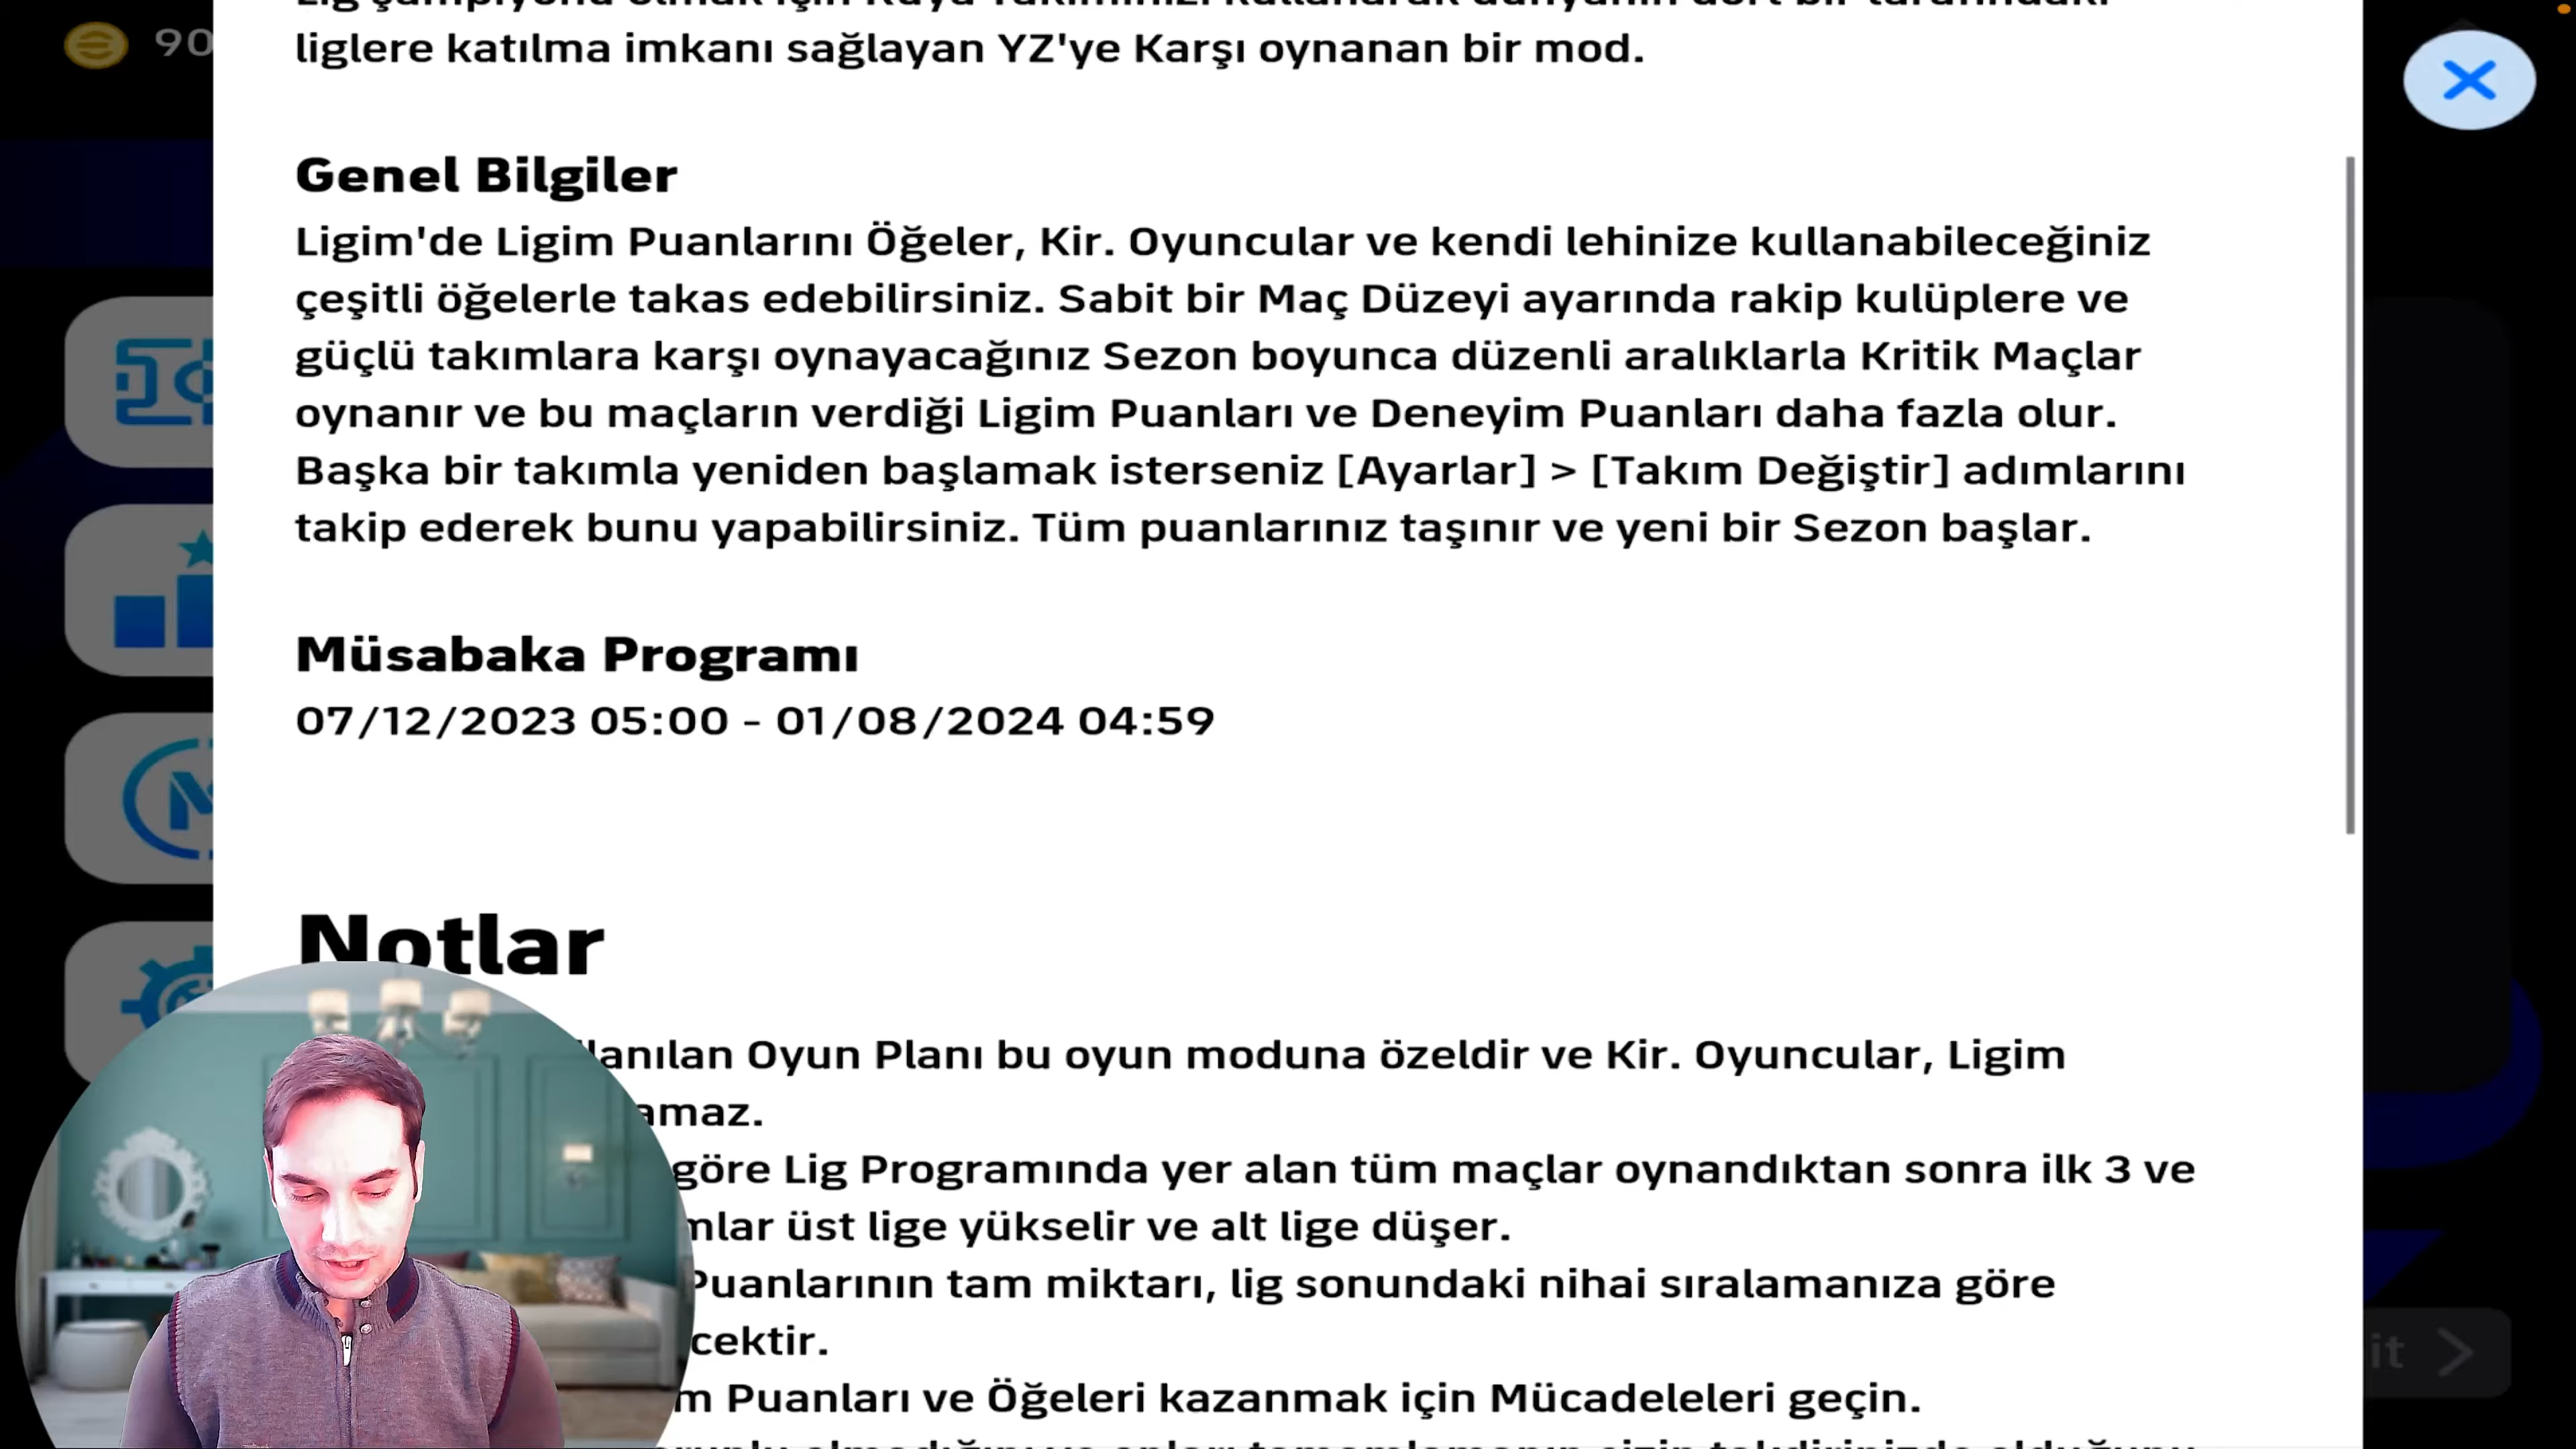 90
liglere katılma imkanı sağlayan YZ'ye Karşı oynanan bir mod.
Genel Bilgiler
Ligim'de Ligim Puanlarını Öğeler, Kir. Oyuncular ve kendi lehinize kullanabileceğiniz
çeşitli öğelerle takas edebilirsiniz. Sabit bir Maç Düzeyi ayarında rakip kulüplere ve
güçlü takımlara karşı oynayacağınız Sezon boyunca düzenli aralıklarla Kritik Maçlar
oynanır ve bu maçların verdiği Ligim Puanları ve Deneyim Puanları daha fazla olur.
Başka bir takımla yeniden başlamak isterseniz [Ayarlar] > [Takım Değiştir] adımlarını
takip ederek bunu yapabilirsiniz. Tüm puanlarınız taşınır ve yeni bir Sezon başlar.
Müsabaka Programı
07/12/2023 05:00 - 01/08/2024 04:59
Notlar
llanılan Oyun Planı bu oyun moduna özeldir ve Kir. Oyuncular, Ligim
amaz.
göre Lig Programında yer alan tüm maçlar oynandıktan sonra ilk 3 ve
mlar üst lige yükselir ve alt lige düşer.
Puanlarının tam miktarı, lig sonundaki nihai sıralamanıza göre
cektir.
m Puanları ve Öğeleri kazanmak için Mücadeleleri geçin.
it